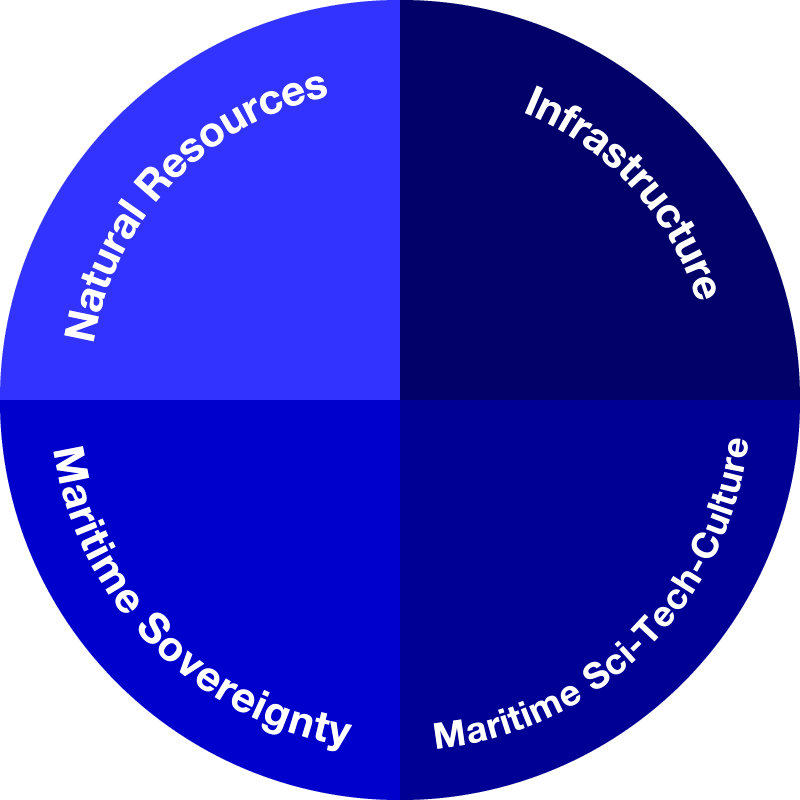 Natural Resources
Infrastructure
Maritime Sovereignty
Maritime Sci-Tech-Culture